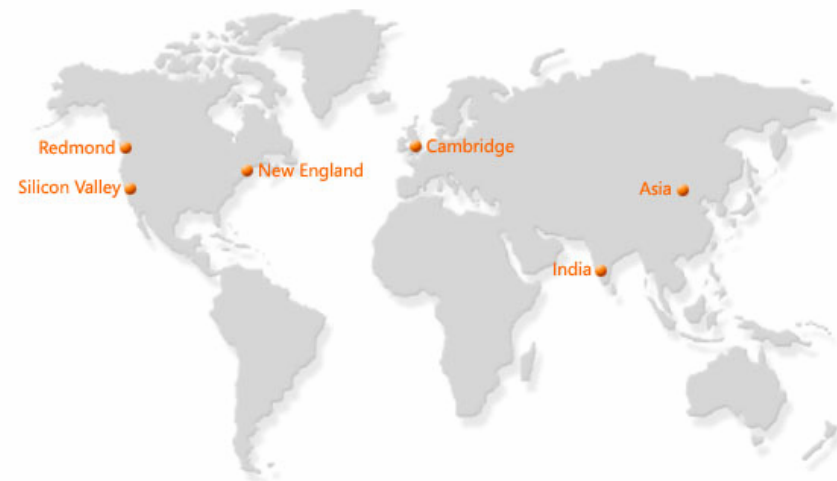 Redmond
Cambridge
New England
Silicon Valley
Asia
India